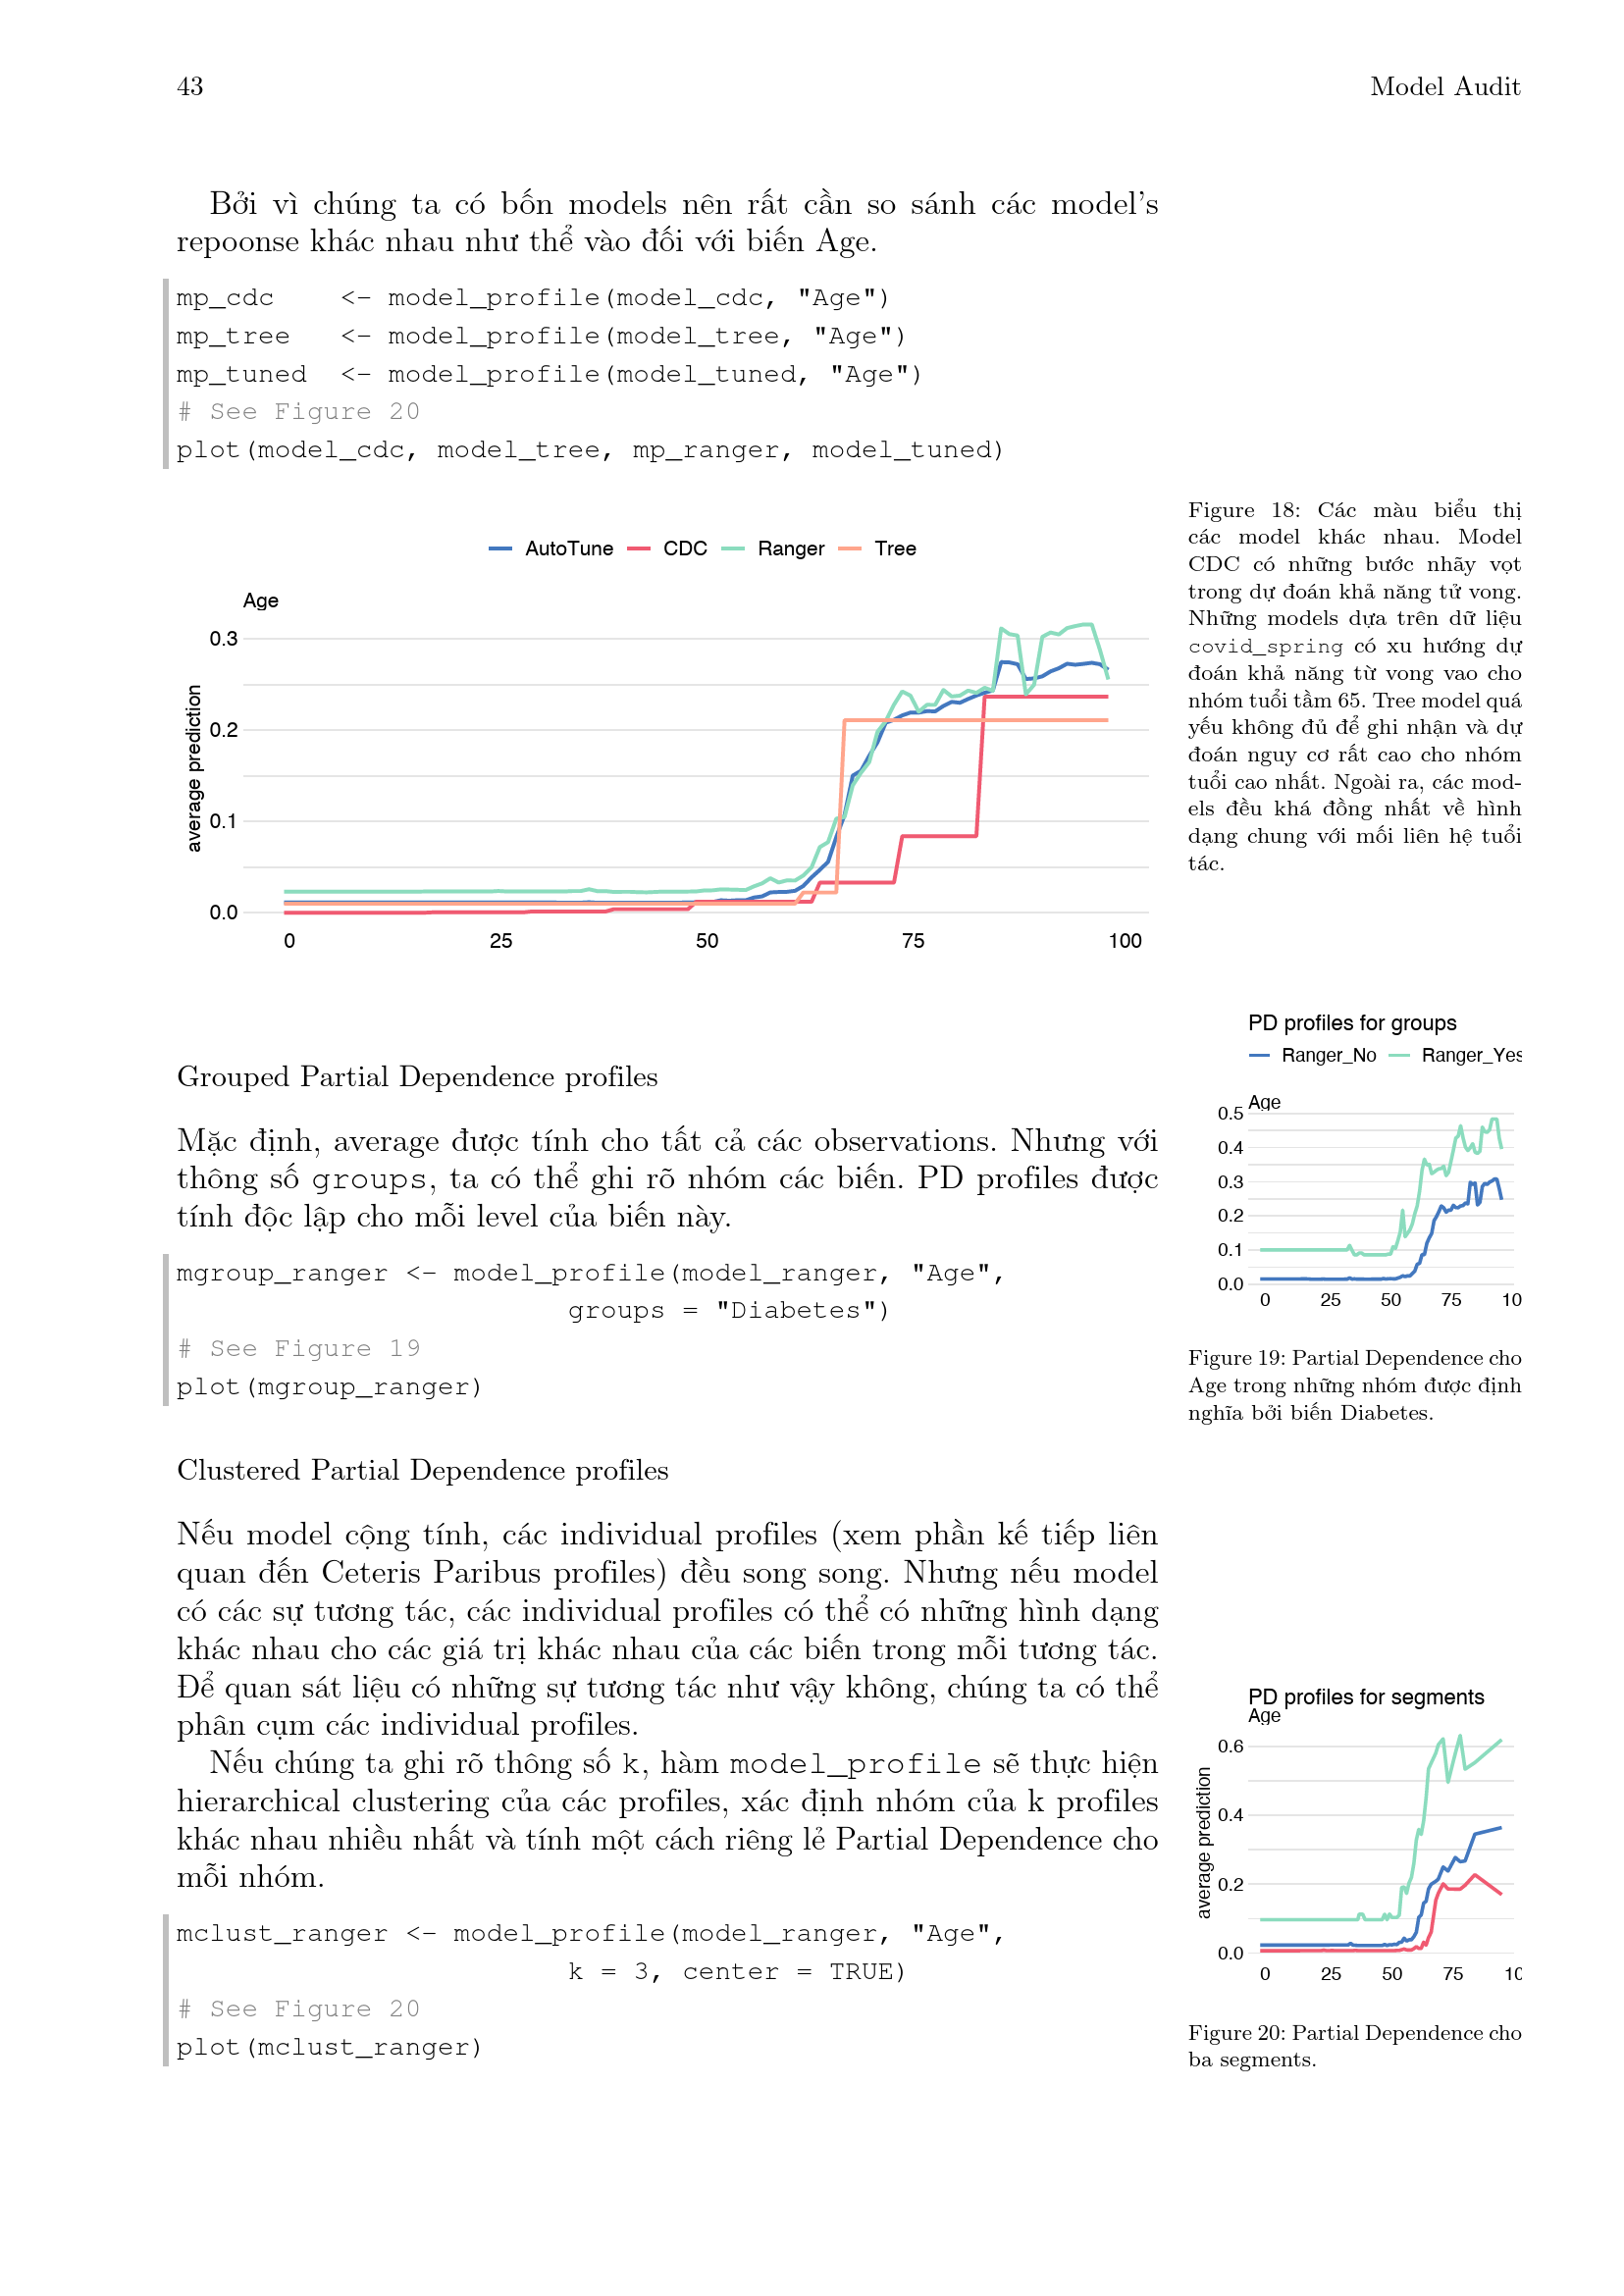 43
Model Audit
Bởi vì chúng ta có bốn models nên rất cần so sánh các model's
repoonse khác nhau như thể vào đối với biến Age.
mp_cdc    <- model_profile(model_cdc, "Age")
mp_tree   <- model_profile(model_tree, "Age")
mp_tuned  <- model_profile(model_tuned, "Age")
# See Figure 20
plot(model_cdc, model_tree, mp_ranger, model_tuned)
AutoTune CDC Ranger Tree
Age
0.3
0.2
0.1
0.0
average prediction
0 25 50 75 100
Figure 18: Các màu biểu thị
các model khác nhau. Model
CDC có những bước nhãy vọt
trong dự đoán khả năng tử vong.
Những models dựa trên dữ liệu
covid_spring có xu hướng dự
đoán khả năng từ vong vao cho
nhóm tuổi tầm 65. Tree model quá
yếu không đủ để ghi nhận và dự
đoán nguy cơ rất cao cho nhóm
tuổi cao nhất. Ngoài ra, các mod-
els đều khá đồng nhất về hình
dạng chung với mối liên hệ tuổi
tác.
Grouped Partial Dependence profiles
Mặc định, average được tính cho tất cả các observations. Nhưng với
thông số groups, ta có thể ghi rõ nhóm các biến. PD profiles được
tính độc lập cho mỗi level của biến này.
mgroup_ranger <- model_profile(model_ranger, "Age",
                        groups = "Diabetes")
# See Figure 19
plot(mgroup_ranger)
PD profiles for groups
Ranger_No Ranger_Yes
Age
0.5
0.4
0.3
0.2
0.1
0.0
0 25 50 75 10
Figure 19: Partial Dependence cho
Age trong những nhóm được định
nghĩa bởi biến Diabetes.
Clustered Partial Dependence profiles
Nếu model cộng tính, các individual profiles (xem phần kế tiếp liên
quan đến Ceteris Paribus profiles) đều song song. Nhưng nếu model
có các sự tương tác, các individual profiles có thể có những hình dạng
khác nhau cho các giá trị khác nhau của các biến trong mỗi tương tác.
Để quan sát liệu có những sự tương tác như vậy không, chúng ta có thể
phân cụm các individual profiles.
Nếu chúng ta ghi rõ thông số k, hàm model_profile sẽ thực hiện
hierarchical clustering của các profiles, xác định nhóm của k profiles
khác nhau nhiều nhất và tính một cách riêng lẻ Partial Dependence cho
mỗi nhóm.
mclust_ranger <- model_profile(model_ranger, "Age",
                        k = 3, center = TRUE)
# See Figure 20
plot(mclust_ranger)
PD profiles for segments
Age
0.6
0.4
0.2
0.0
average prediction
0 25 50 75 10
Figure 20: Partial Dependence cho
ba segments.